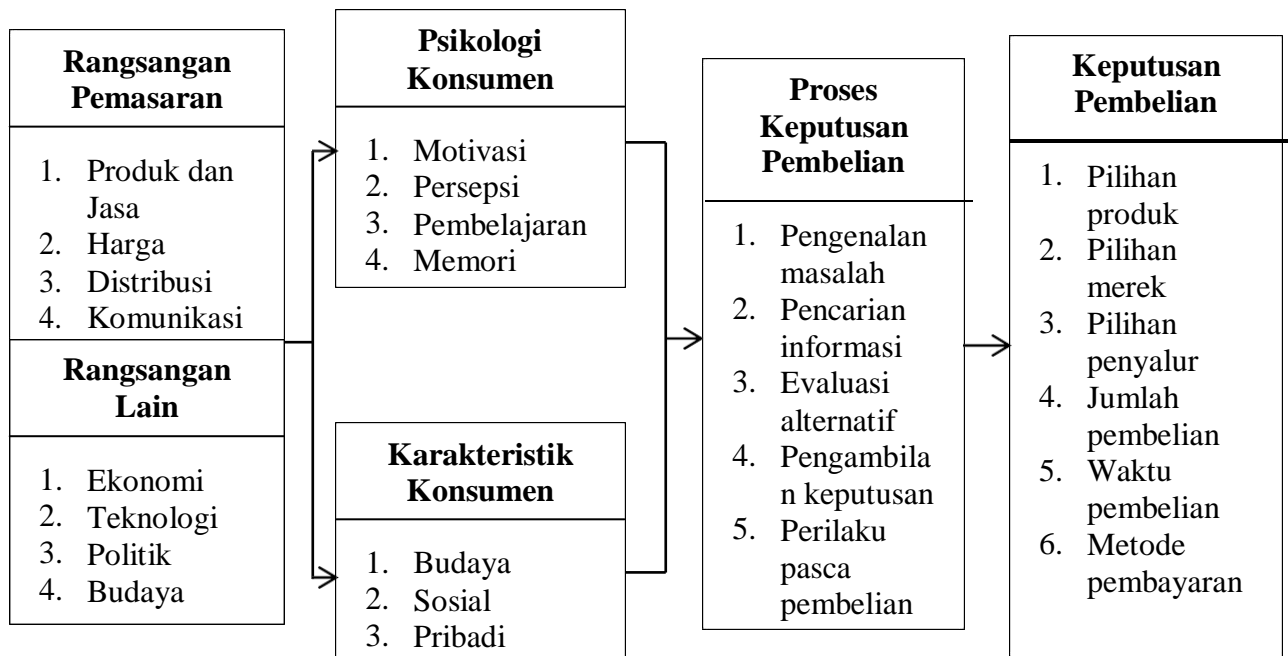 Rangsangan
Pemasaran
1. Produk dan
Jasa
2. Harga
3. Distribusi
4. Komunikasi
Rangsangan
Lain
1. Ekonomi
2. Teknologi
3. Politik
4. Budaya
Psikologi
Konsumen
1. Motivasi
2. Persepsi
3. Pembelajaran
4. Memori
Karakteristik
Konsumen
1. Budaya
2. Sosial
3. Pribadi
Proses
Keputusan
Pembelian
1. Pengenalan
masalah
2. Pencarian
informasi
3. Evaluasi
alternatif
4. Pengambila
n keputusan
5. Perilaku
pasca
pembelian
Keputusan
Pembelian
1. Pilihan
produk
2. Pilihan
merek
3. Pilihan
penyalur
4. Jumlah
pembelian
5. Waktu
pembelian
6. Metode
pembayaran